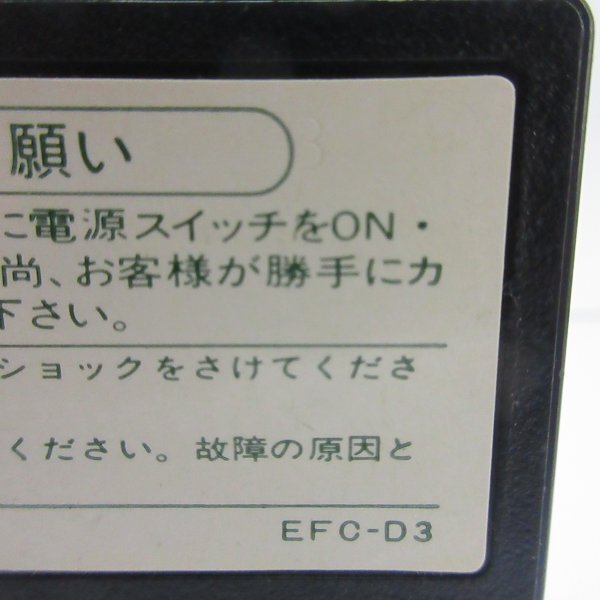 願い
に電源スイッチをON・
尚、お客様が勝手にカ
下さい。
ショックをさけてくださ
ください。故障の原因と
EFC-D3